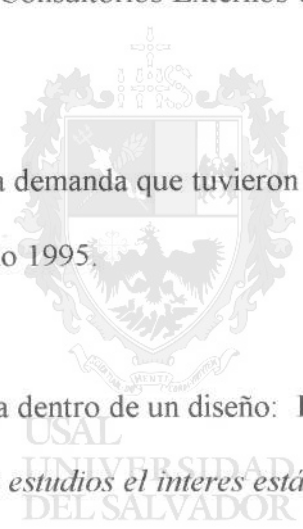 Consultorios Externos
a demanda que tuvieron
o 1995.
a dentro de un diseño:
USAL
UNIVERSIDAD
estudios el interes está
DEL SALVADOR